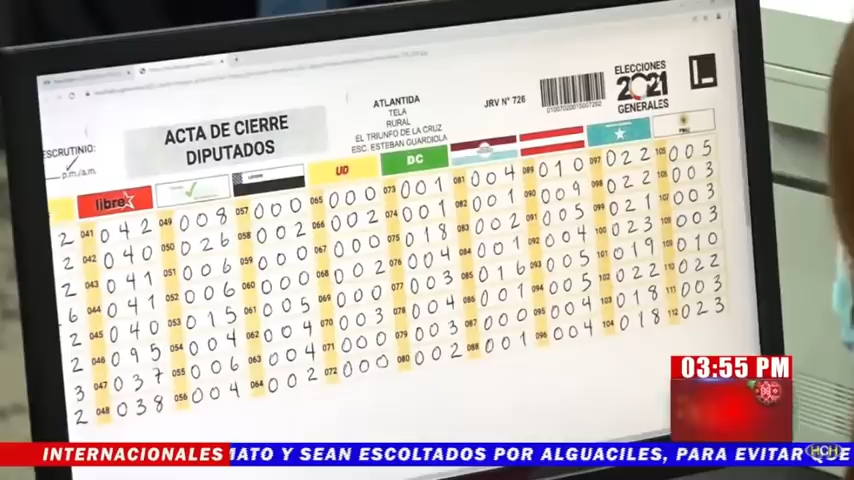 ESCRUTINIO:
p.m./a.m.
ACTA DE CIERRE
DIPUTADOS
ATLANTIDA
TELA
RURAL
EL TRIUNFO DE LA CRUZ
ESC. ESTEBAN GUARDIOLA
JRV N° 726
ELECCIONES
2021
GENERALES
L
libre UD DC
2 041 042 049 008 057 000 065 000 073 001 081 004 089 010 097 022 105 005
2 042 040 050 026 058 002 066 002 074 001 082 001 090 009 098 022 106 003
2 043 041 051 006 059 000 067 000 075 018 083 002 091 005 099 021 107 003
6 044 041 052 006 060 000 068 002 076 004 084 001 092 004 100 023 108 003
2 045 040 053 015 061 005 069 000 077 003 085 016 093 005 101 019 109 010
2 046 095 054 004 062 004 070 003 078 004 086 001 094 005 102 022 110 022
3 047 037 055 006 063 004 071 000 079 003 087 000 095 004 103 018 111 003
2 048 038 056 004 064 002 072 000 080 002 088 001 096 004 104 018 112 023
03:55 PM
INTERNACIONALES MATO Y SEAN ESCOLTADOS POR ALGUACILES, PARA EVITAR QUE
HCH